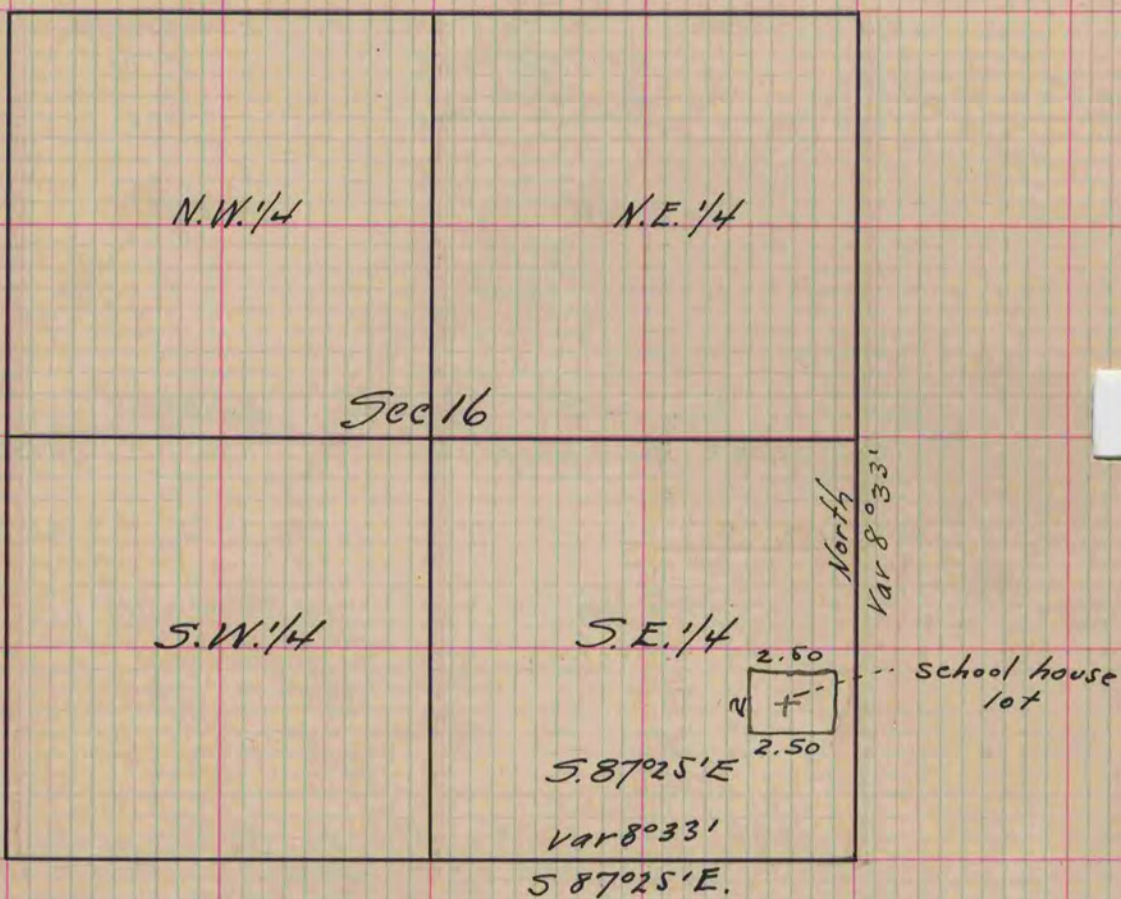 N.W. 1/4
N.E. 1/4
Sec 16
North
Var 8°33'
S.W. 1/4
S.E. 1/4
2.50
school house
lot
2
2.50
S. 87°25' E
var 8°33'
S 87°25' E.